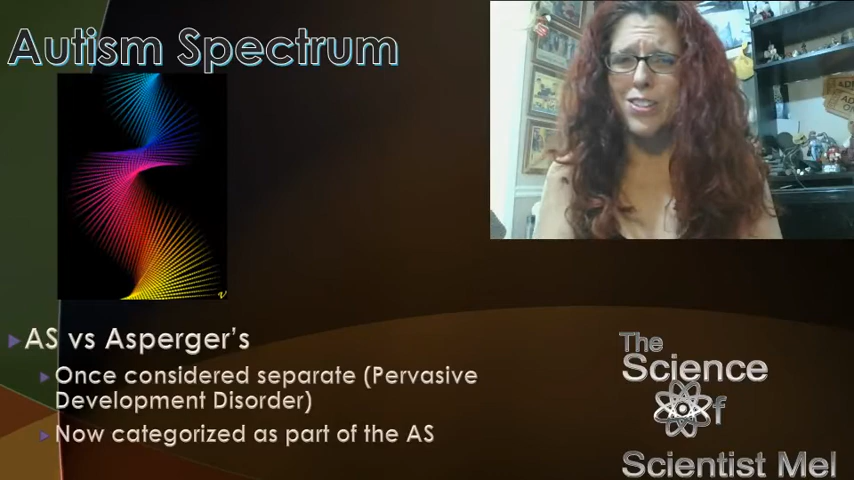 Autism Spectrum
AS vs Asperger's
Once considered separate (Pervasive
Development Disorder)
Now categorized as part of the AS
The
Science
of
Scientist Mel